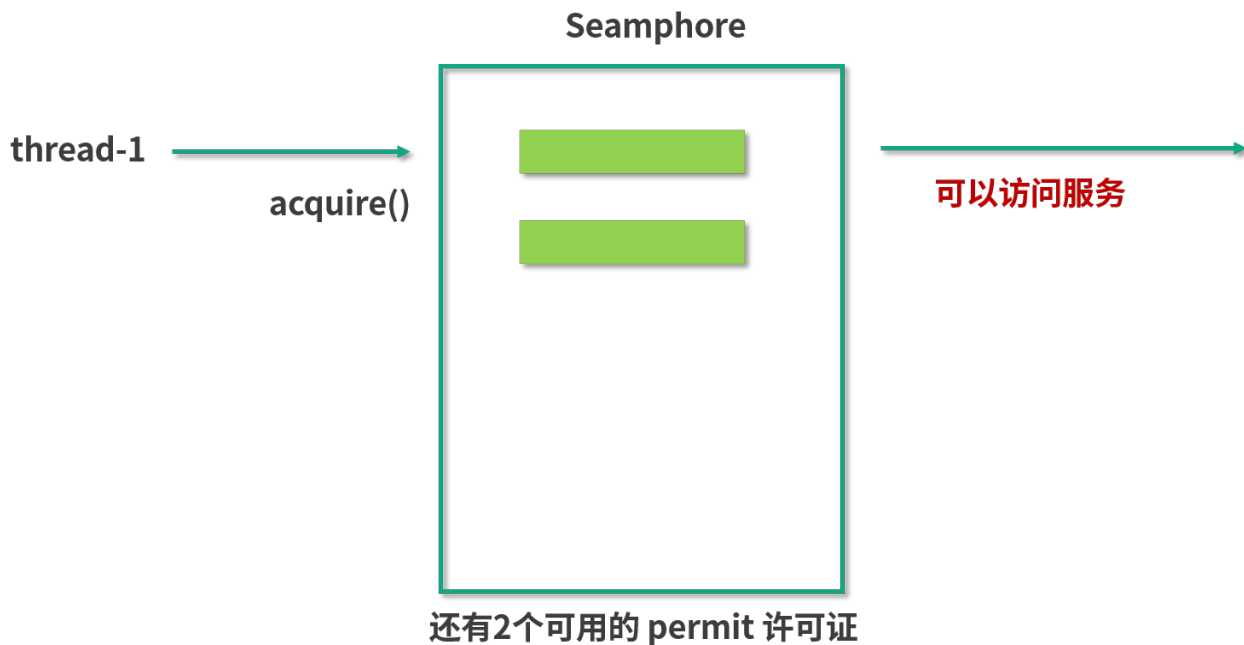 Seamphore
thread-1
acquire()
可以访问服务
还有2个可用的 permit 许可证